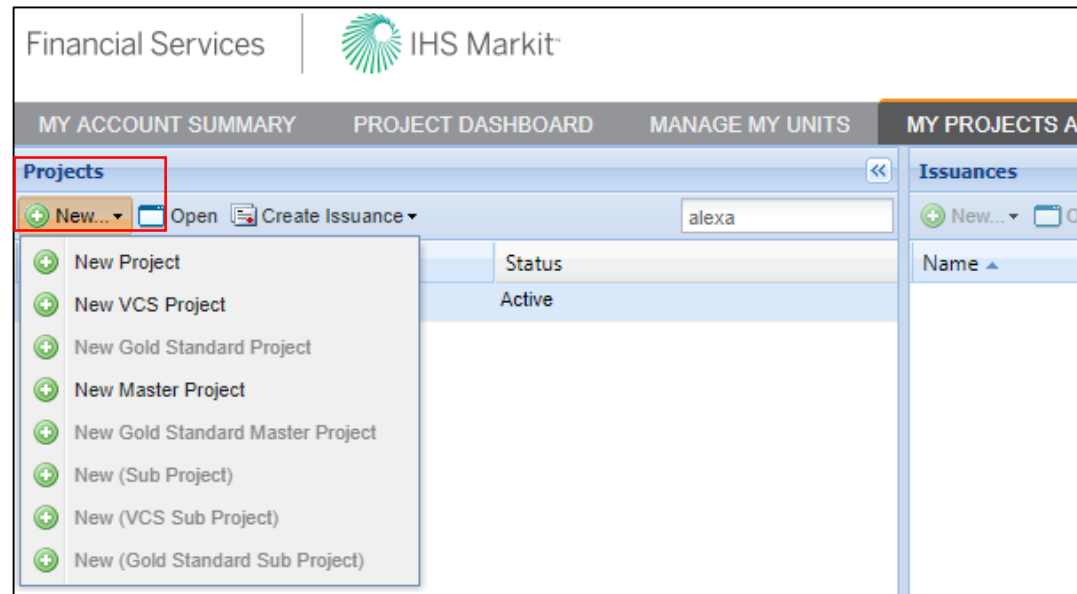 Financial Services IHS Markit
MY ACCOUNT SUMMARY PROJECT DASHBOARD MANAGE MY UNITS MY PROJECTS A
Projects Issuances
New... Open Create Issuance alexa New...
Status Name
Active
New Project
New VCS Project
New Gold Standard Project
New Master Project
New Gold Standard Master Project
New (Sub Project)
New (VCS Sub Project)
New (Gold Standard Sub Project)